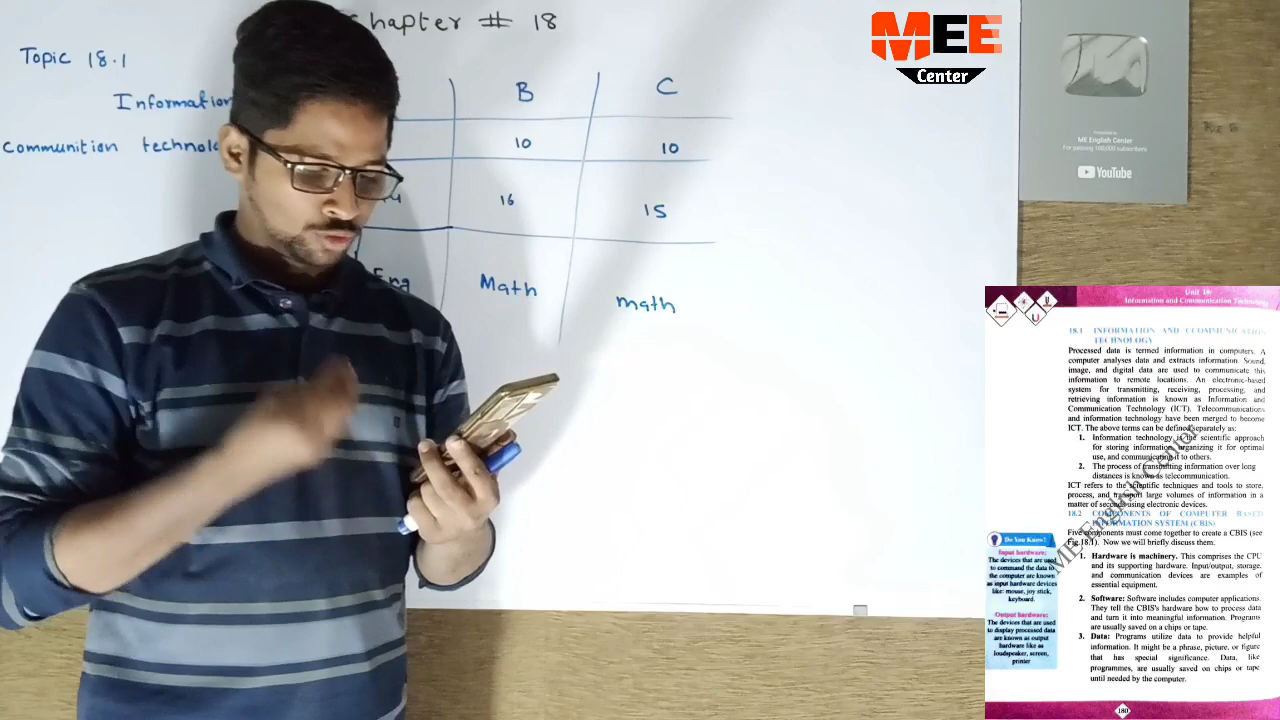 Chapter # 18
Topic 18.1
Information
Communition technolo
B
C
10
10
16
15
Eng
Math
math
MEE
Center
Presented to
ME English Center
For passing 100,000 subscribers
YouTube
Unit 18:
Information and Communication Technology
18.1 INFORMATION AND COMMUNICATION
TECHNOLOGY
Processed data is termed information in computers. A
computer analyses data and extracts information. Sound,
image, and digital data are used to communicate this
information to remote locations. An electronic-based
system for transmitting, receiving, processing, and
retrieving information is known as Information and
Communication Technology (ICT). Telecommunications
and information technology have been merged to become
ICT. The above terms can be defined separately as:
1. Information technology is the scientific approach
for storing information, organizing it for optimal
use, and communicating it to others.
2. The process of transmitting information over long
distances is known as telecommunication.
ICT refers to the scientific techniques and tools to store,
process, and transport large volumes of information in a
matter of seconds using electronic devices.
18.2 COMPONENTS OF COMPUTER BASED
INFORMATION SYSTEM (CBIS)
Five components must come together to create a CBIS (see
Fig.18.1). Now we will briefly discuss them.
1. Hardware is machinery. This comprises the CPU
and its supporting hardware. Input/output, storage,
and communication devices are examples of
essential equipment.
2. Software: Software includes computer applications.
They tell the CBIS's hardware how to process data
and turn it into meaningful information. Programs
are usually saved on a chips or tape.
3. Data: Programs utilize data to provide helpful
information. It might be a phrase, picture, or figure
that has special significance. Data, like
programmes, are usually saved on chips or tape
until needed by the computer.
Do You Know?
Input hardware:
The devices that are used
to command the data to
the computer are known
as input hardware devices
like: mouse, joy stick,
keyboard.
Output hardware:
The devices that are used
to display processed data
are known as output
hardware like as
loudspeaker, screen,
printer
ME English Center
180